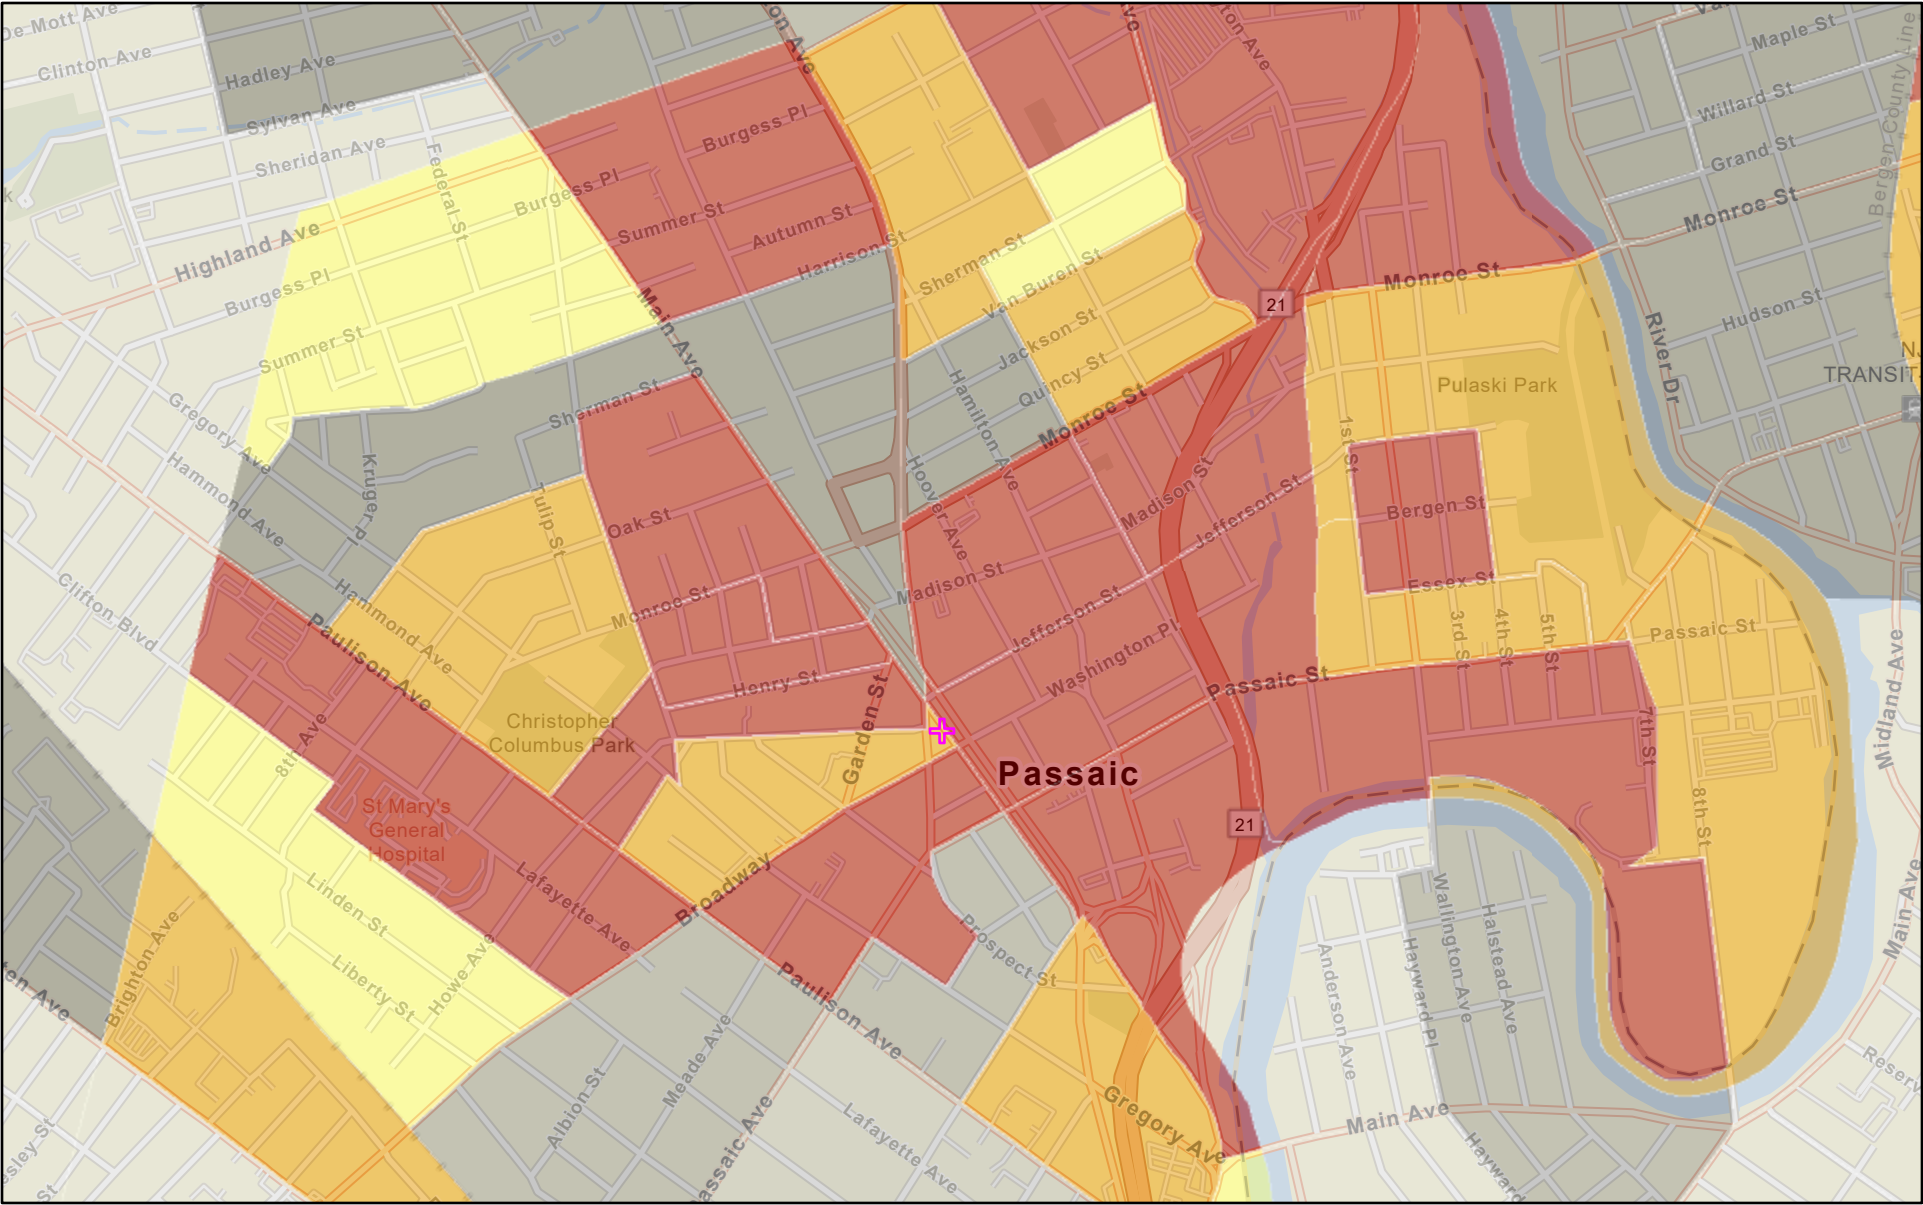 De Mott Ave
Clinton Ave
Hadley Ave
Sylvan Ave
Sheridan Ave
Federal St
Burgess Pl
Burgess Pl
Summer St
Autumn St
Harrison St
Highland Ave
Burgess Pl
Summer St
Main Ave
Sherman St
Van Buren St
Jackson St
Quincy St
Monroe St
Hamilton Ave
Hoover Ave
21
Monroe St
Maple St
Willard St
Grand St
Monroe St
Bergen County Line
Hudson St
River Dr
TRANSIT
Pulaski Park
1st St
Bergen St
Essex St
3rd St
4th St
5th St
Passaic St
7th St
8th St
Midland Ave
Main Ave
Gregory Ave
Hammond Ave
Kruger Pl
Sherman St
Tulip St
Oak St
Monroe St
Hammond Ave
Clifton Blvd
Paulison Ave
Henry St
Garden St
Christopher
Columbus Park
Madison St
Jefferson St
Madison St
Jefferson St
Washington Pl
Passaic St
Passaic
21
8th Ave
St Mary's
General
Hospital
Lafayette Ave
Broadway
Linden St
Liberty St
Howe Ave
Brighton Ave
Paulison Ave
Prospect St
Meade Ave
Albion St
Lafayette Ave
Gregory Ave
Anderson Ave
Hayward Pl
Wallington Ave
Halstead Ave
Main Ave
Hayward
Reserv